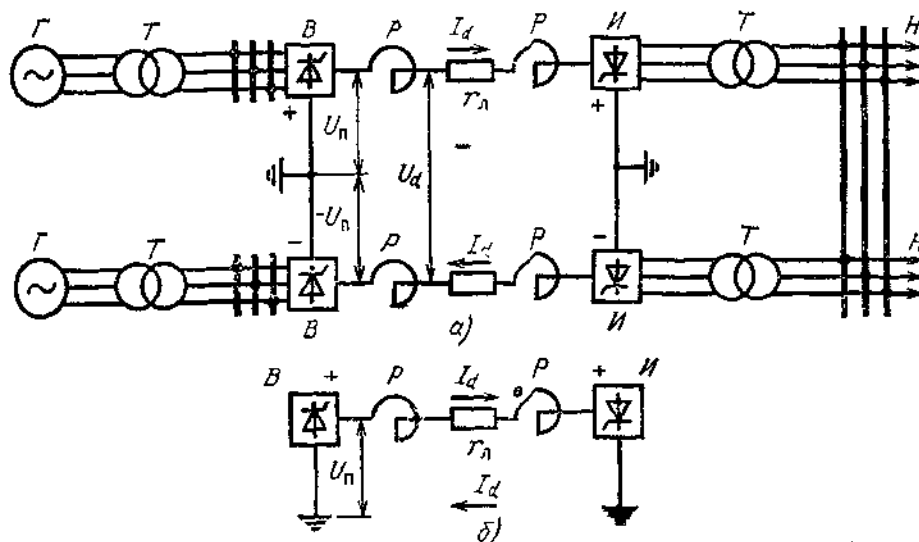 Г Т В Р I_d Р И Т Н
+ r_л +
U_п − U_d
−U_п
Г Т − Р I_d Р − Т Н
В а) И
В + Р I_d Р + И
r_л
U_п I_d
б)